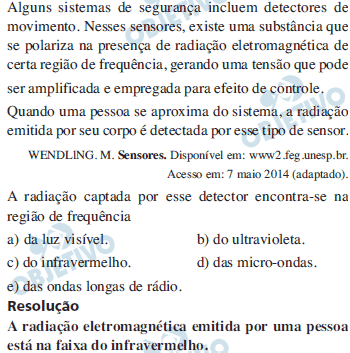 Alguns sistemas de segurança incluem detectores de
movimento. Nesses sensores, existe uma substância que
se polariza na presença de radiação eletromagnética de
certa região de frequência, gerando uma tensão que pode
ser amplificada e empregada para efeito de controle.
Quando uma pessoa se aproxima do sistema, a radiação
emitida por seu corpo é detectada por esse tipo de sensor.
WENDLING. M. Sensores. Disponível em: www2.feg.unesp.br.
Acesso em: 7 maio 2014 (adaptado).
A radiação captada por esse detector encontra-se na
região de frequência
a) da luz visível. b) do ultravioleta.
c) do infravermelho. d) das micro-ondas.
e) das ondas longas de rádio.
Resolução
A radiação eletromagnética emitida por uma pessoa
está na faixa do infravermelho.
OBJETIVO
OBJETIVO
OBJETIVO